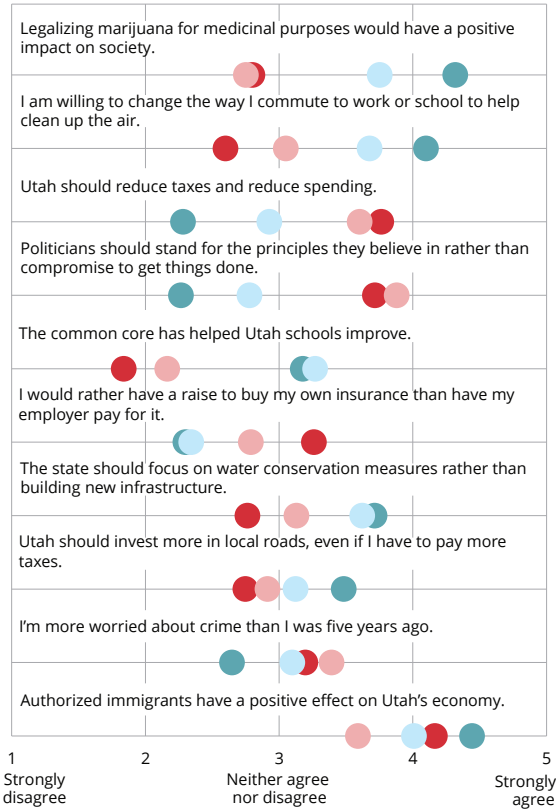 Legalizing marijuana for medicinal purposes would have a positive
impact on society.
I am willing to change the way I commute to work or school to help
clean up the air.
Utah should reduce taxes and reduce spending.
Politicians should stand for the principles they believe in rather than
compromise to get things done.
The common core has helped Utah schools improve.
I would rather have a raise to buy my own insurance than have my
employer pay for it.
The state should focus on water conservation measures rather than
building new infrastructure.
Utah should invest more in local roads, even if I have to pay more
taxes.
I’m more worried about crime than I was five years ago.
Authorized immigrants have a positive effect on Utah’s economy.
1 2 3 4 5
Strongly
disagree
Neither agree
nor disagree
Strongly
agree